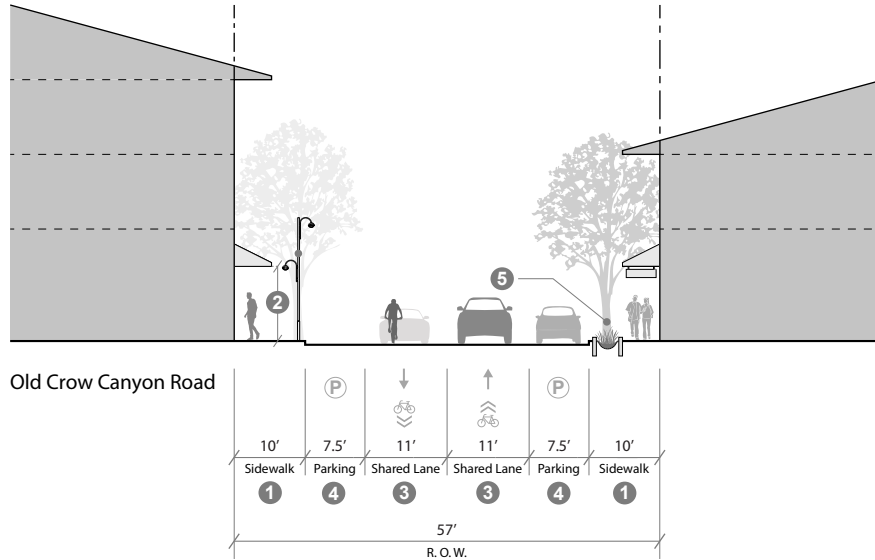 5
2
Old Crow Canyon Road
P P
10’ 7.5’ 11’ 11’ 7.5’ 10’
Sidewalk Parking Shared Lane Shared Lane Parking Sidewalk
1 4 3 3 4 1
57’
R. O. W.